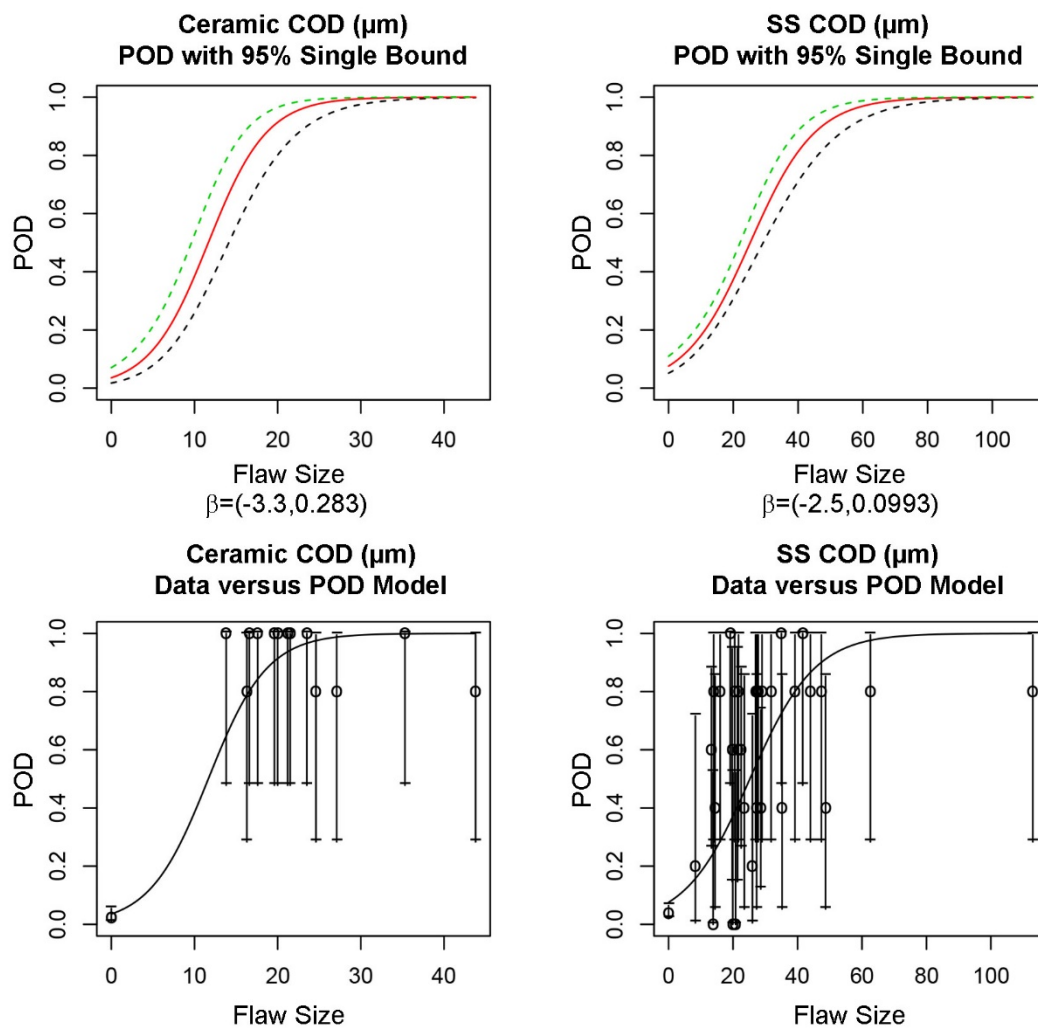 Ceramic COD (µm)
POD with 95% Single Bound
POD
0.0 0.2 0.4 0.6 0.8 1.0
0 10 20 30 40
Flaw Size
β=(-3.3,0.283)
SS COD (µm)
POD with 95% Single Bound
POD
0.0 0.2 0.4 0.6 0.8 1.0
0 20 40 60 80 100
Flaw Size
β=(-2.5,0.0993)
Ceramic COD (µm)
Data versus POD Model
POD
0.0 0.2 0.4 0.6 0.8 1.0
0 10 20 30 40
Flaw Size
SS COD (µm)
Data versus POD Model
POD
0.0 0.2 0.4 0.6 0.8 1.0
0 20 40 60 80 100
Flaw Size